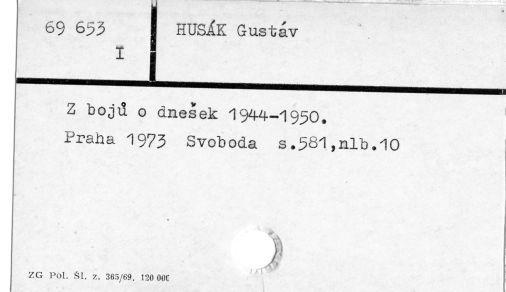 69 653
I
HUSÁK Gustáv
Z bojů o dnešek 1944-1950.
Praha 1973 Svoboda s.581,nlb.10
ZG Pol. Śl. z. 365/69. 120 000